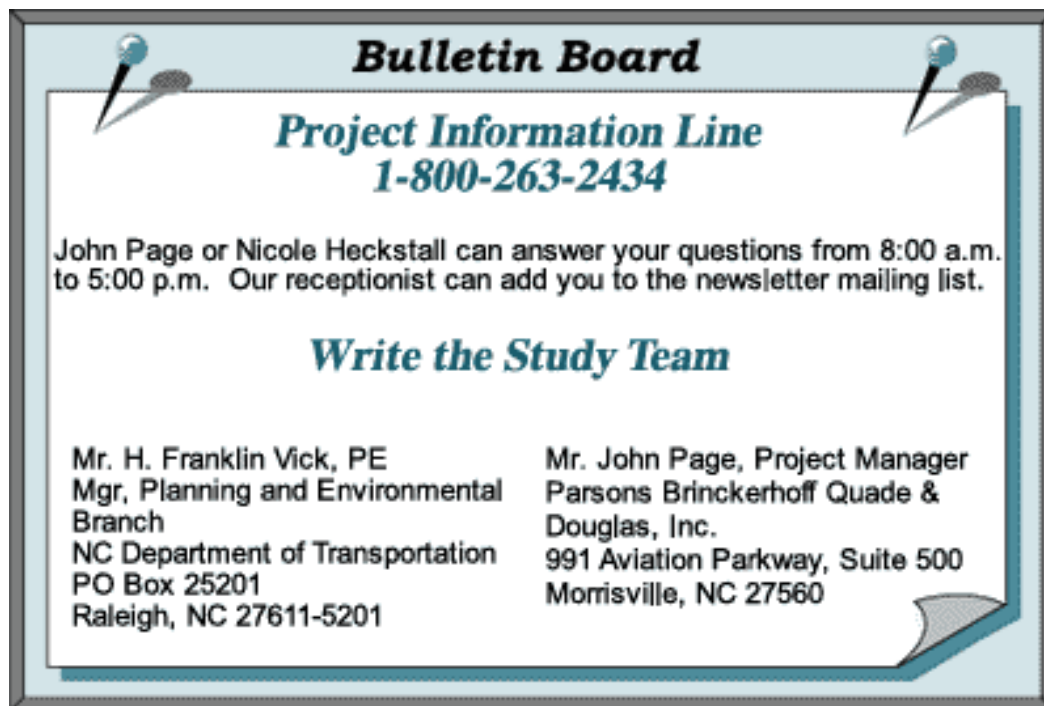 Bulletin Board
Project Information Line
1-800-263-2434
John Page or Nicole Heckstall can answer your questions from 8:00 a.m.
to 5:00 p.m.  Our receptionist can add you to the newsletter mailing list.
Write the Study Team
Mr. H. Franklin Vick, PE
Mgr, Planning and Environmental
Branch
NC Department of Transportation
PO Box 25201
Raleigh, NC 27611-5201
Mr. John Page, Project Manager
Parsons Brinckerhoff Quade &
Douglas, Inc.
991 Aviation Parkway, Suite 500
Morrisville, NC 27560